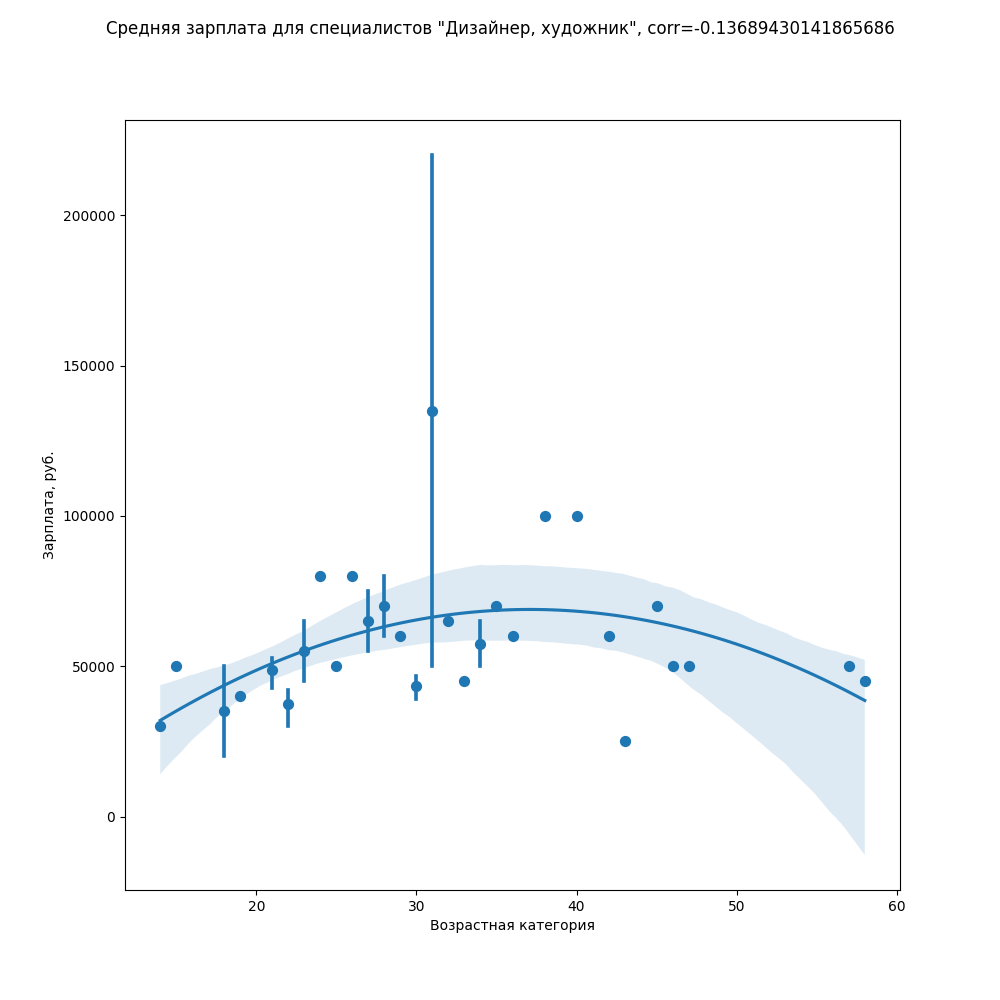 Средняя зарплата для специалистов "Дизайнер, художник", corr=-0.13689430141865686
200000
150000
100000
50000
0
Зарплата, руб.
20 30 40 50 60
Возрастная категория